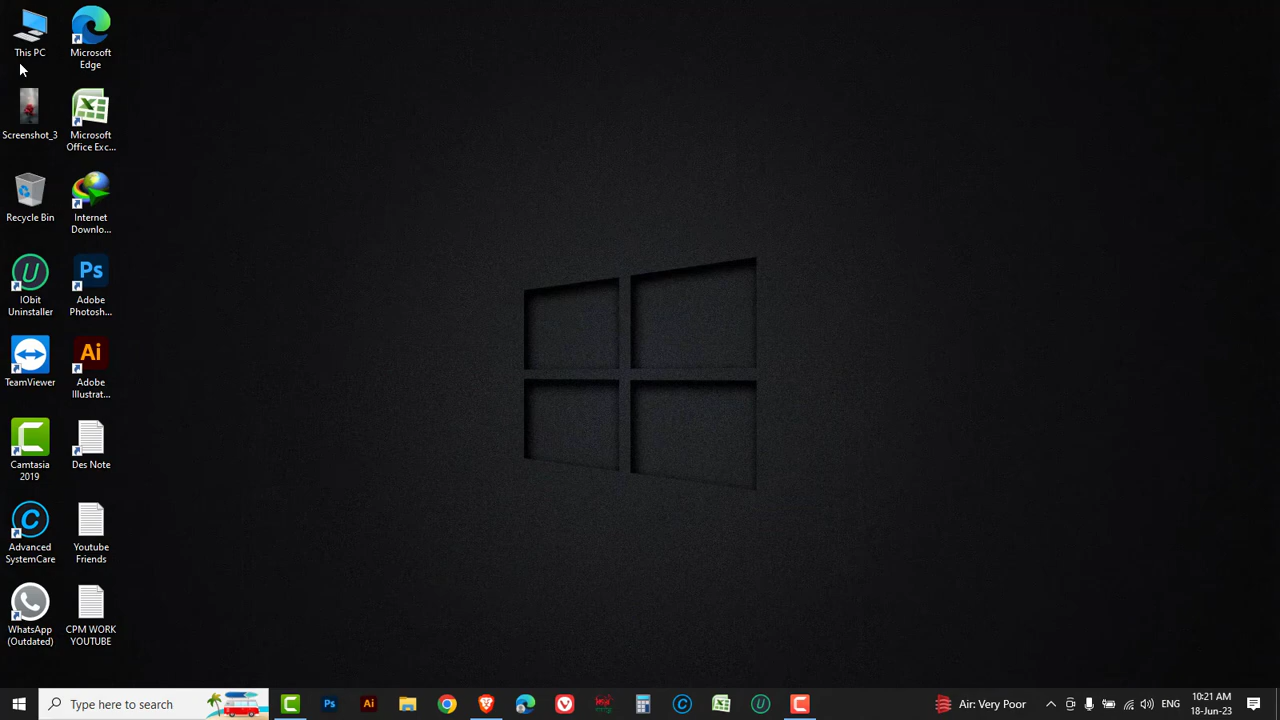 This PC
Microsoft
Edge
Screenshot_3
Microsoft
Office Exc...
Recycle Bin
Internet
Downlo...
IObit
Uninstaller
Ps
Adobe
Photosh...
TeamViewer
Ai
Adobe
Illustrat...
Camtasia
2019
Des Note
Advanced
SystemCare
Youtube
Friends
WhatsApp
(Outdated)
CPM WORK
YOUTUBE
Type here to search
Ps
Ai
Air: Very Poor
ENG
10:21 AM
18-Jun-23